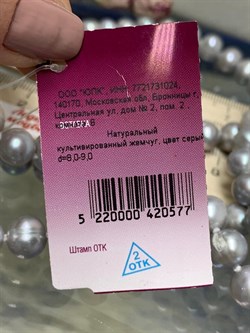 ООО "ЮПК", ИНН 7721731024,
140170, Московская обл, Бронницы г,
Центральная ул, дом № 2, пом. 2,
Натуральный
культивированный жемчуг, цвет серый
d=8,0-9,0
5 220000 420577
Штамп ОТК
2
ОТК